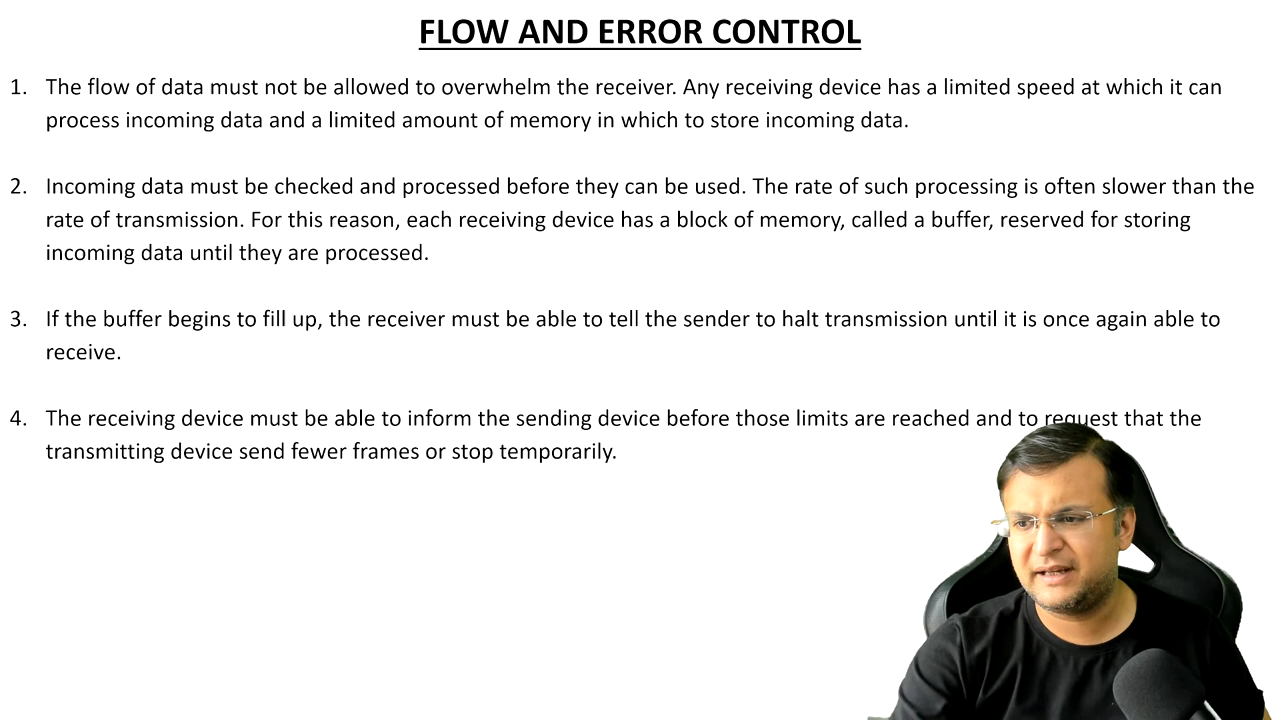 FLOW AND ERROR CONTROL
1. The flow of data must not be allowed to overwhelm the receiver. Any receiving device has a limited speed at which it can
process incoming data and a limited amount of memory in which to store incoming data.
2. Incoming data must be checked and processed before they can be used. The rate of such processing is often slower than the
rate of transmission. For this reason, each receiving device has a block of memory, called a buffer, reserved for storing
incoming data until they are processed.
3. If the buffer begins to fill up, the receiver must be able to tell the sender to halt transmission until it is once again able to
receive.
4. The receiving device must be able to inform the sending device before those limits are reached and to request that the
transmitting device send fewer frames or stop temporarily.